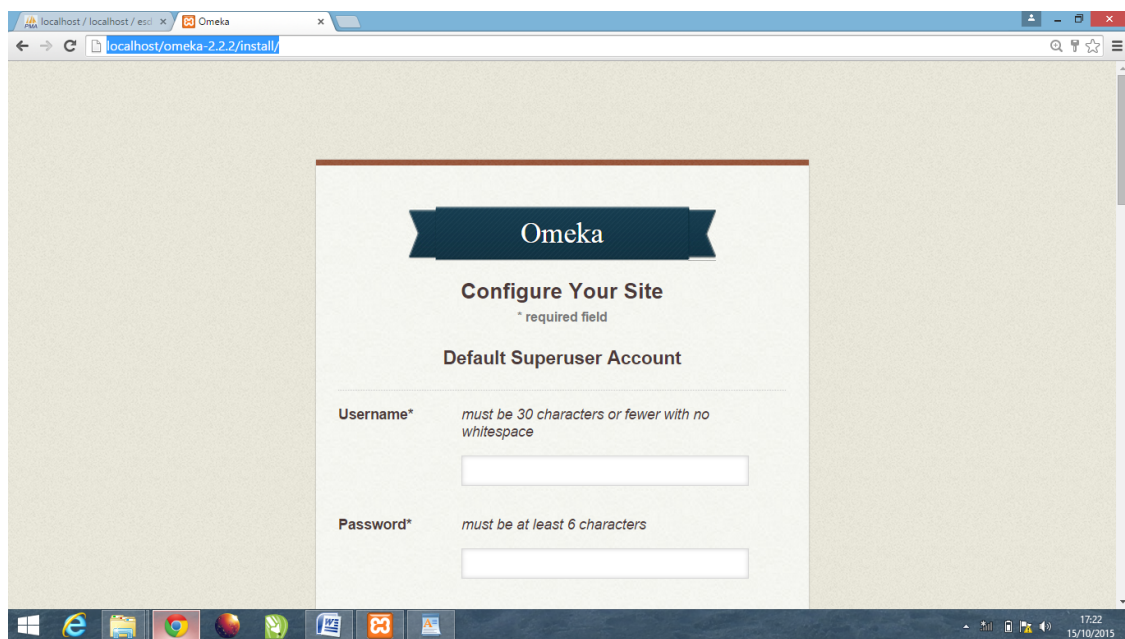 localhost / localhost / esd
Omeka
localhost/omeka-2.2.2/install/
Omeka
Configure Your Site
* required field
Default Superuser Account
Username*
must be 30 characters or fewer with no
whitespace
Password*
must be at least 6 characters
17:22
15/10/2015